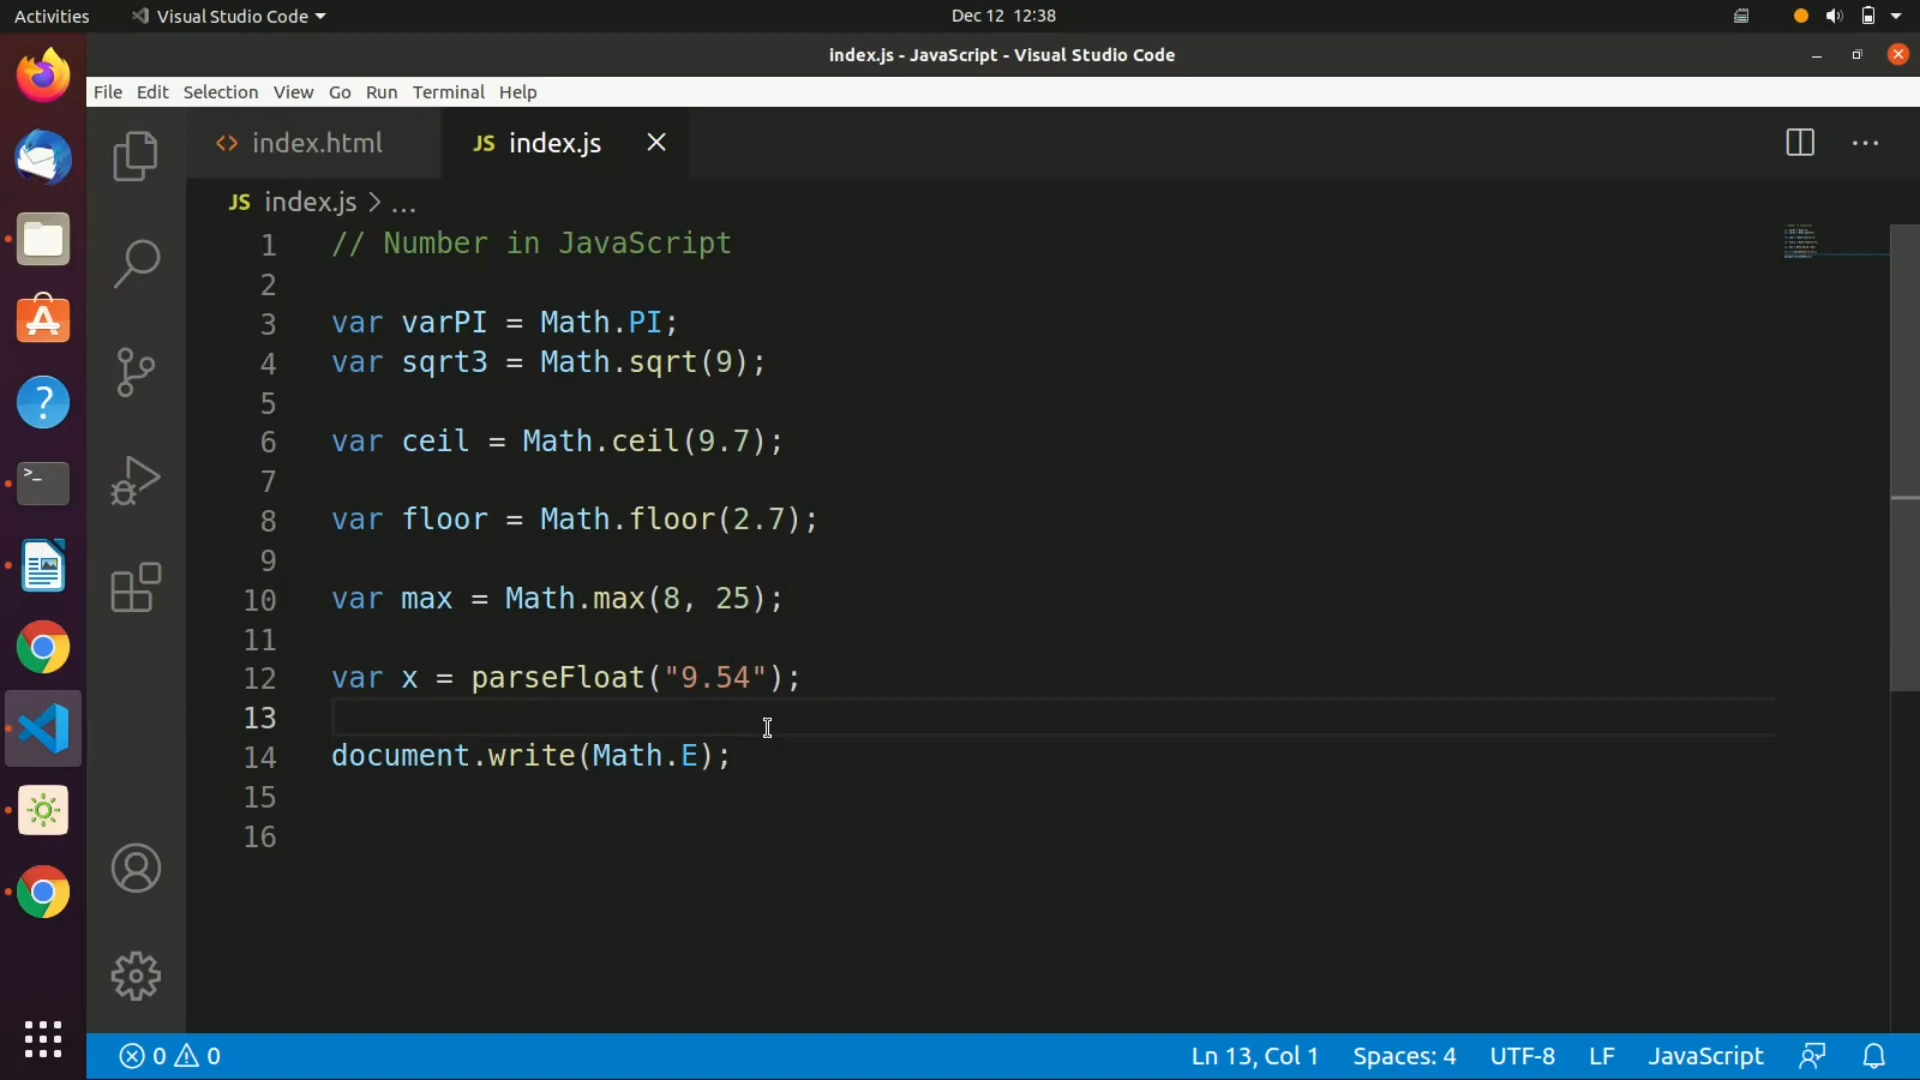 Activities Visual Studio Code Dec 12 12:38
index.js - JavaScript - Visual Studio Code
File Edit Selection View Go Run Terminal Help
<> index.html JS index.js
JS index.js > ...
1 // Number in JavaScript
2
3 var varPI = Math.PI;
4 var sqrt3 = Math.sqrt(9);
5
6 var ceil = Math.ceil(9.7);
7
8 var floor = Math.floor(2.7);
9
10 var max = Math.max(8, 25);
11
12 var x = parseFloat("9.54");
13
14 document.write(Math.E);
15
16
0 0 Ln 13, Col 1 Spaces: 4 UTF-8 LF JavaScript